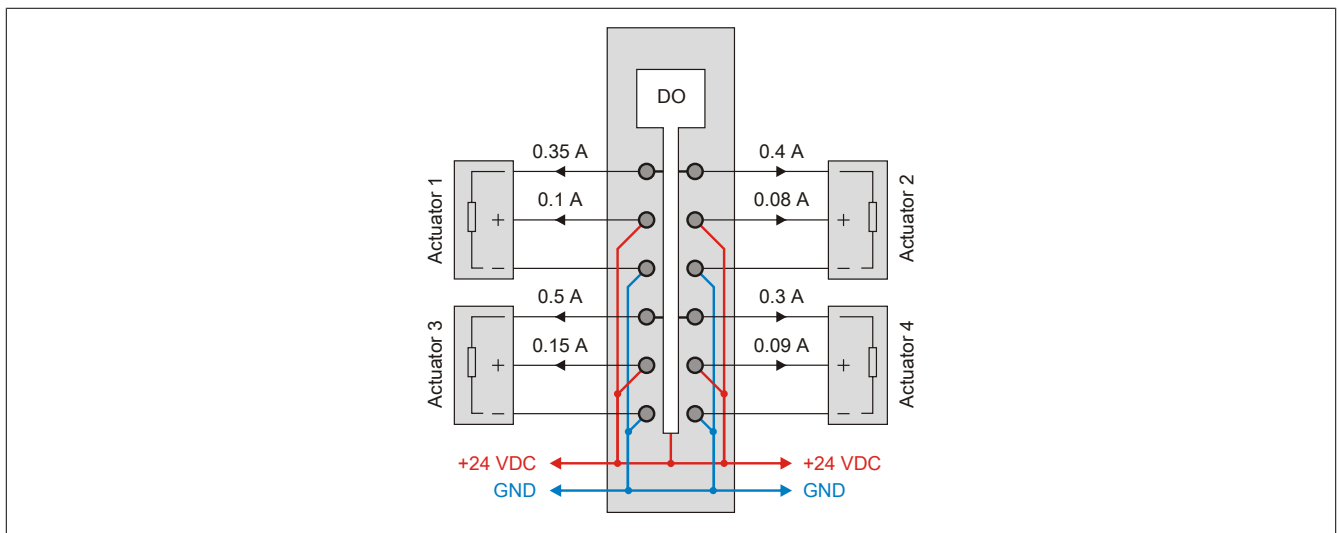 DO
0.35 A
0.4 A
Actuator 1
+
0.1 A
0.08 A
+
Actuator 2
−
−
0.5 A
0.3 A
Actuator 3
+
0.15 A
0.09 A
+
Actuator 4
−
−
+24 VDC
+24 VDC
GND
GND